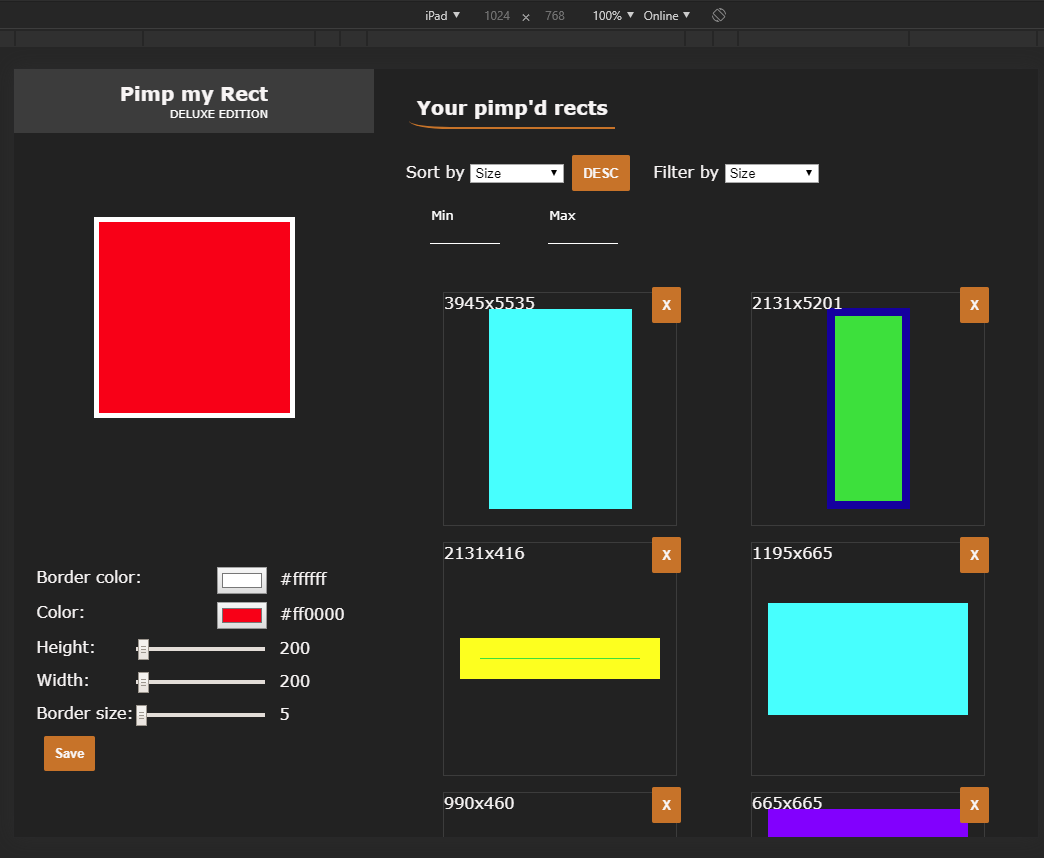 iPad ▼ 1024 × 768 100% ▼ Online ▼
Pimp my Rect
DELUXE EDITION
Your pimp'd rects
Sort by Size DESC Filter by Size
Min Max
3945x5535 X 2131x5201 X
2131x416 X 1195x665 X
990x460 X 665x665 X
Border color: #ffffff
Color: #ff0000
Height: 200
Width: 200
Border size: 5
Save